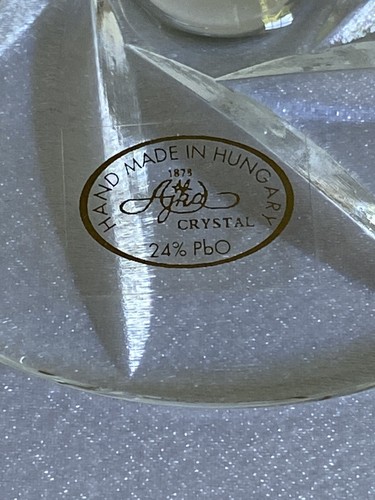 HAND MADE IN HUNGARY
1878
Ajka
CRYSTAL
24% PbO